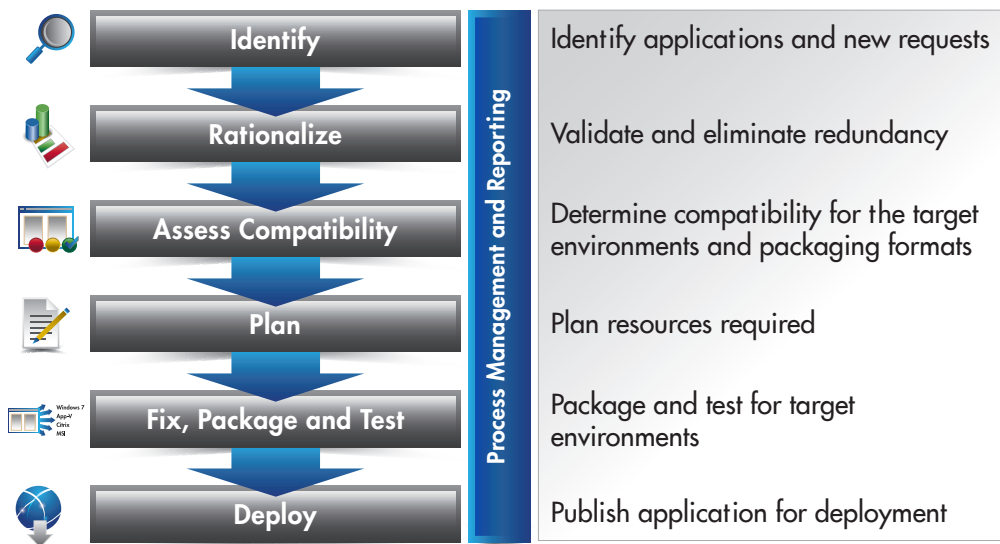 Identify
Identify applications and new requests
Rationalize
Validate and eliminate redundancy
Assess Compatibility
Determine compatibility for the target
environments and packaging formats
Plan
Plan resources required
Windows 7
App-V
Citrix
MSI
Fix, Package and Test
Package and test for target
environments
Deploy
Publish application for deployment
Process Management and Reporting